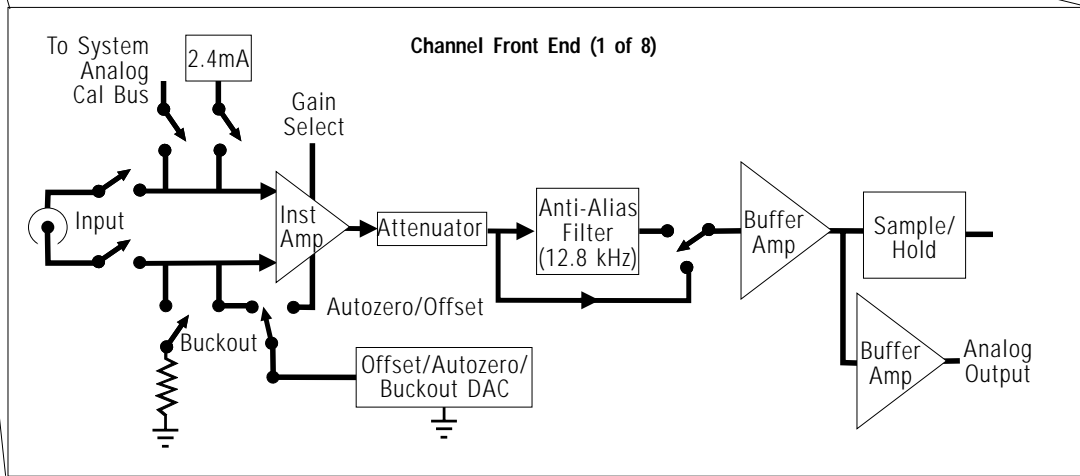 Channel Front End (1 of 8)
To System
Analog
Cal Bus
2.4mA
Gain
Select
Input
Inst
Amp
Attenuator
Anti-Alias
Filter
(12.8 kHz)
Buffer
Amp
Sample/
Hold
Autozero/Offset
Buckout
Offset/Autozero/
Buckout DAC
Buffer
Amp
Analog
Output